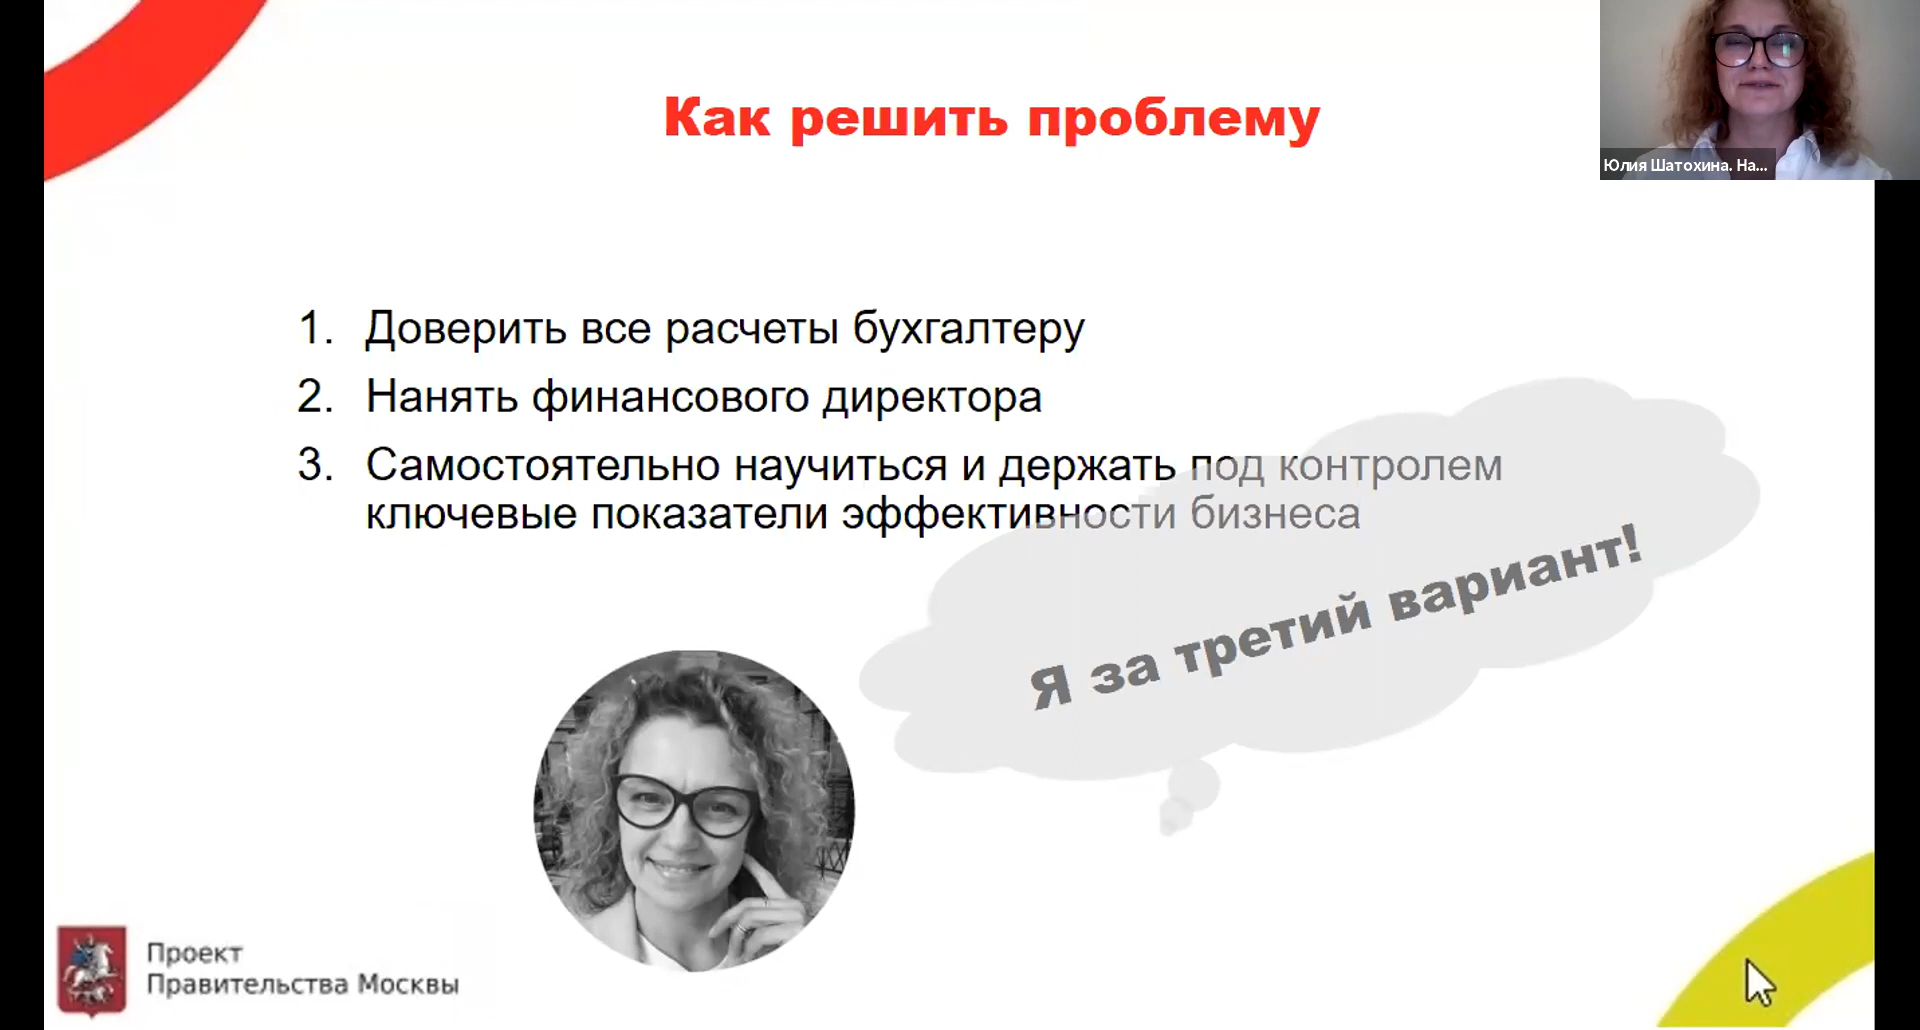 Как решить проблему
Юлия Шатохина. На...
1. Доверить все расчеты бухгалтеру
2. Нанять финансового директора
3. Самостоятельно научиться и держать под контролем
ключевые показатели эффективности бизнеса
Я за третий вариант!
Проект
Правительства Москвы